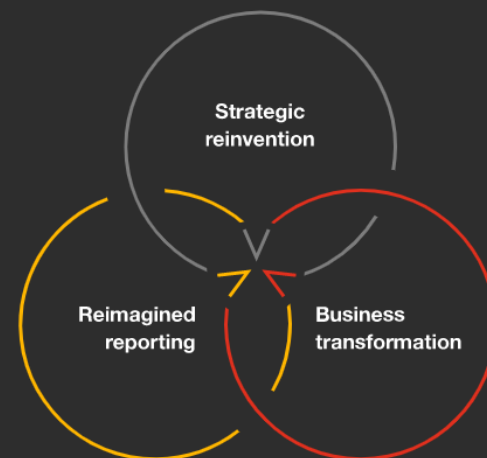 Strategic
reinvention
Reimagined
reporting
Business
transformation